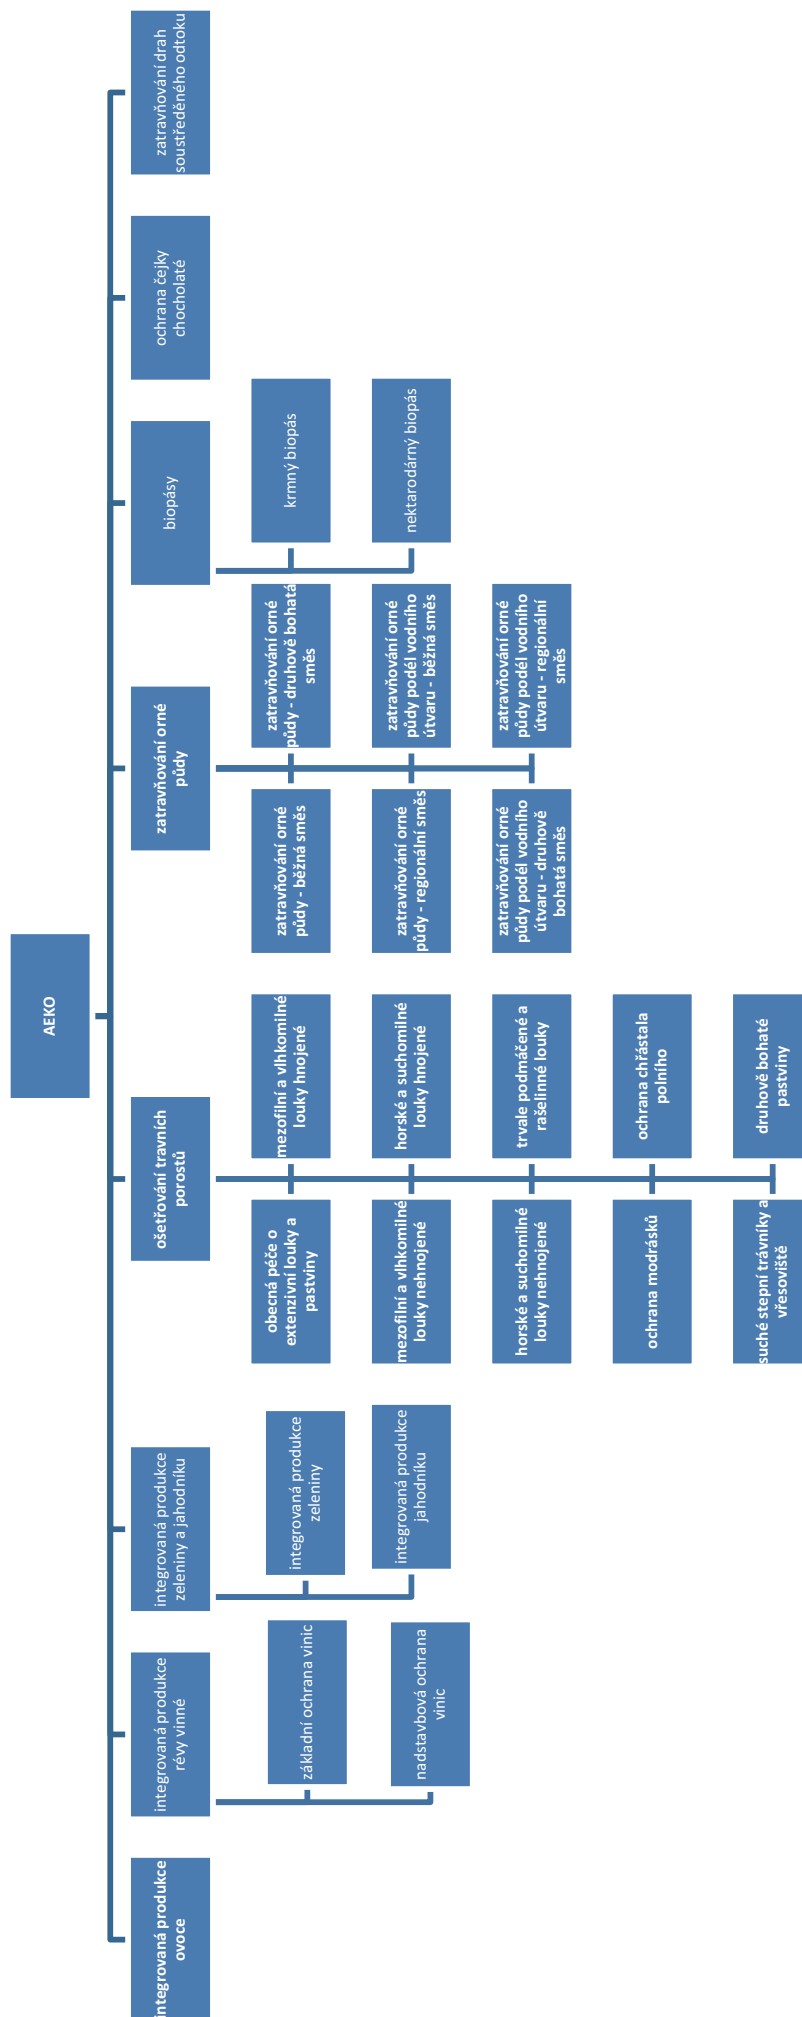 AEKO
integrovaná produkce
ovoce
integrovaná produkce
révy vinné
základní ochrana vinic
nadstavbová ochrana
vinic
integrovaná produkce
zeleniny a jahodníku
integrovaná produkce
zeleniny
integrovaná produkce
jahodníku
ošetřování travních
porostů
obecná péče o
extenzivní louky a
pastviny
mezofilní a vlhkomilné
louky hnojené
mezofilní a vlhkomilné
louky nehnojené
horské a suchomilné
louky hnojené
horské a suchomilné
louky nehnojené
trvale podmáčené a
rašelinné louky
ochrana modrásků
ochrana chřástala
polního
suché stepní trávníky a
vřesoviště
druhově bohaté
pastviny
zatravňování orné
půdy
zatravňování orné
půdy - běžná směs
zatravňování orné
půdy - druhově bohatá
směs
zatravňování orné
půdy - regionální směs
zatravňování orné
půdy podél vodního
útvaru - běžná směs
zatravňování orné
půdy podél vodního
útvaru - druhově
bohatá směs
zatravňování orné
půdy podél vodního
útvaru - regionální
směs
biopásy
krmný biopás
nektarodárný biopás
ochrana čejky
chocholaté
zatravňování drah
soustředěného odtoku